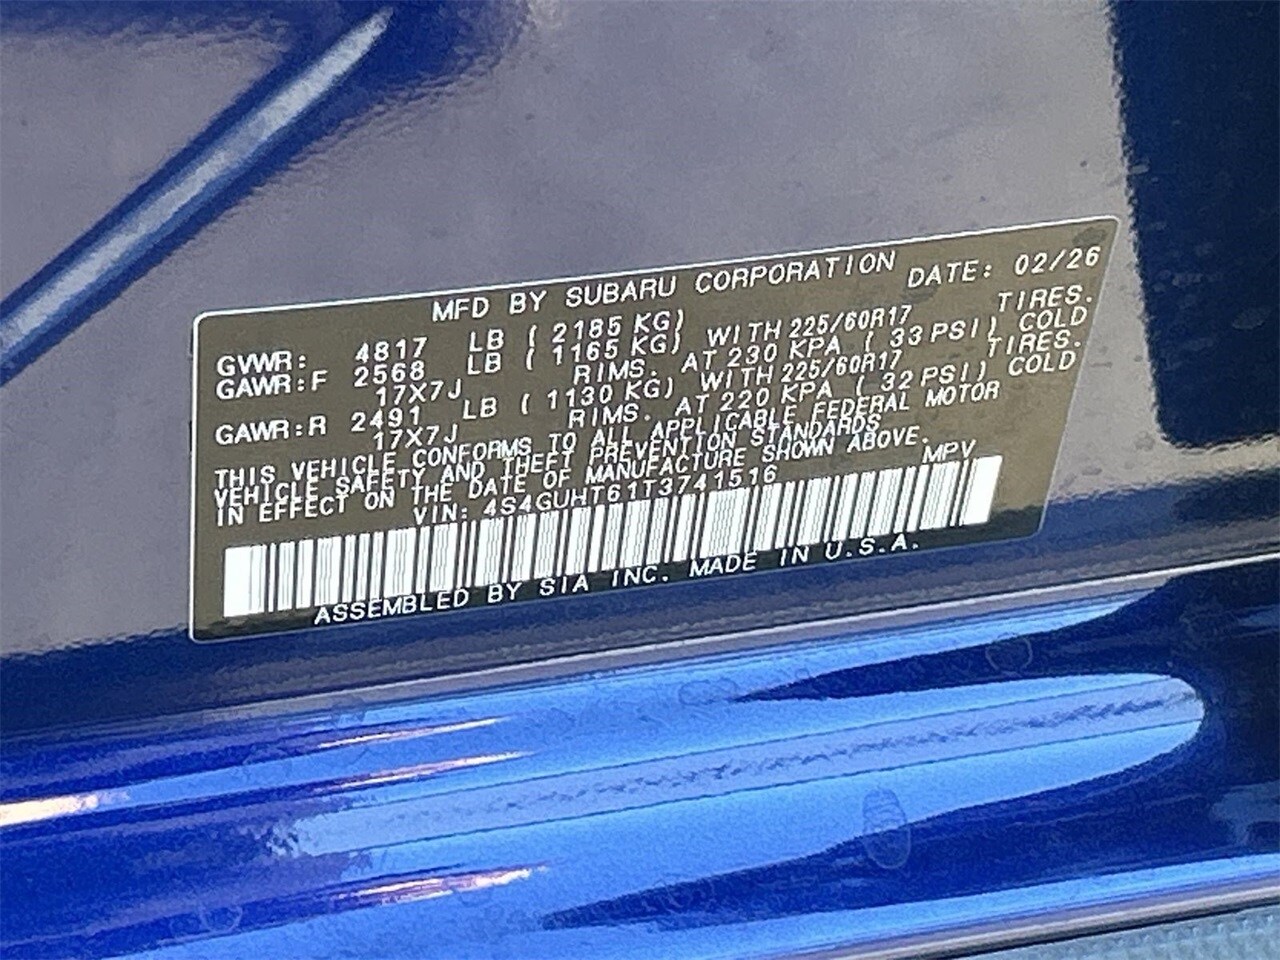 MFD BY SUBARU CORPORATION DATE: 02/26
GVWR: 4817 LB ( 2185 KG)
GAWR:F 2568 LB ( 1165 KG) WITH 225/60R17 TIRES.
17X7J RIMS. AT 230 KPA ( 33 PSI) COLD
GAWR:R 2491 LB ( 1130 KG) WITH 225/60R17 TIRES.
17X7J RIMS. AT 220 KPA ( 32 PSI) COLD
THIS VEHICLE CONFORMS TO ALL APPLICABLE FEDERAL MOTOR
VEHICLE SAFETY AND THEFT PREVENTION STANDARDS
IN EFFECT ON THE DATE OF MANUFACTURE SHOWN ABOVE.
VIN: 4S4GUHT61T3741516 MPV
ASSEMBLED BY SIA INC. MADE IN U.S.A.